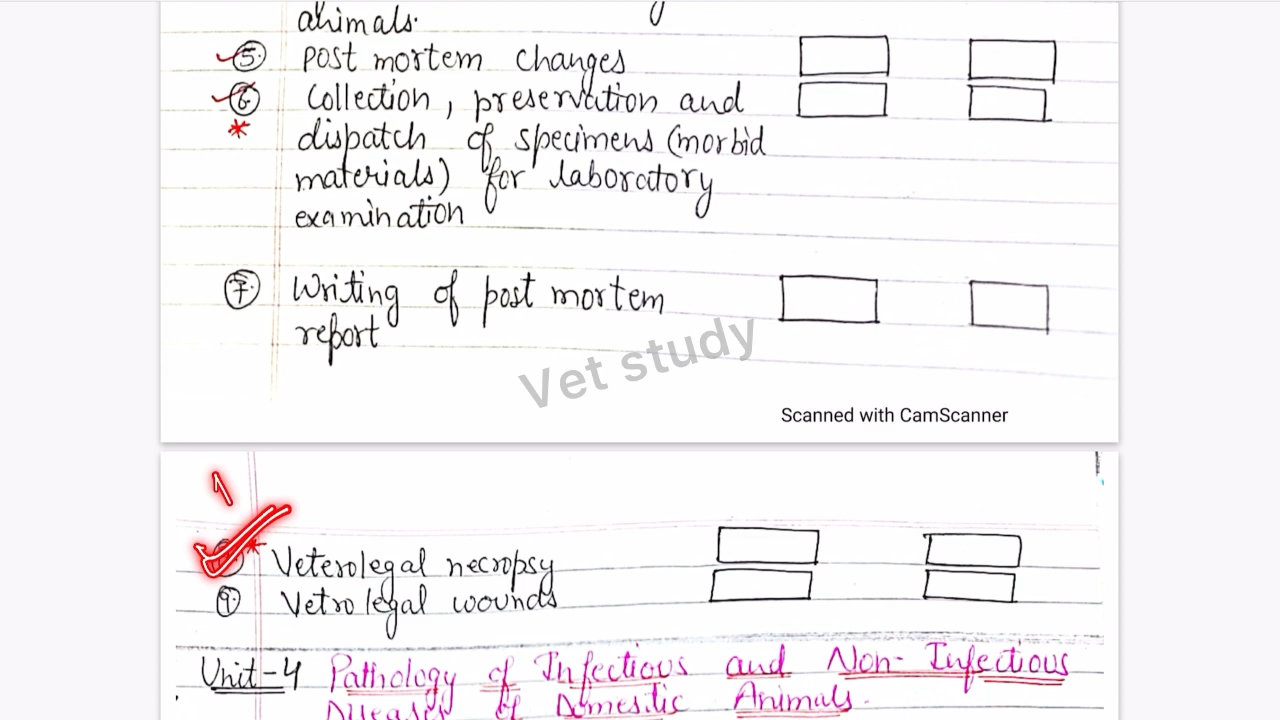 animals.
5. post mortem changes
6. Collection, preservation and
* dispatch of specimens (morbid
materials) for laboratory
examination
7. Writing of post mortem
report
Vet study
Scanned with CamScanner
* Veterolegal necropsy
9. Vetrolegal wounds
Unit-4 Pathology of Infectious and Non-Infectious
Diseases of Domestic Animals.